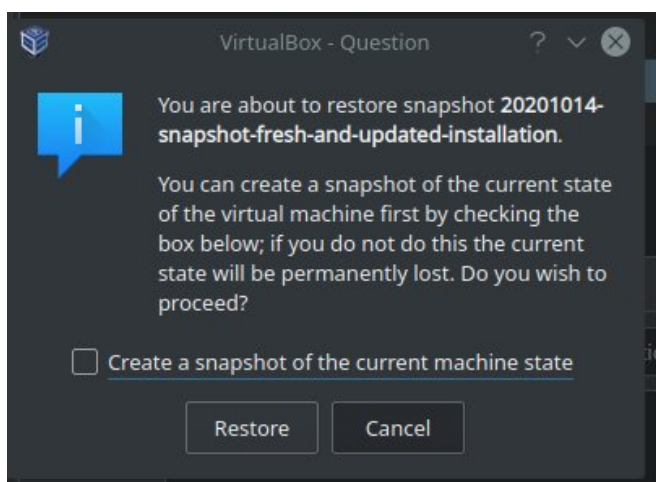 VirtualBox - Question
You are about to restore snapshot 20201014-
snapshot-fresh-and-updated-installation.
You can create a snapshot of the current state
of the virtual machine first by checking the
box below; if you do not do this the current
state will be permanently lost. Do you wish to
proceed?
Create a snapshot of the current machine state
Restore Cancel